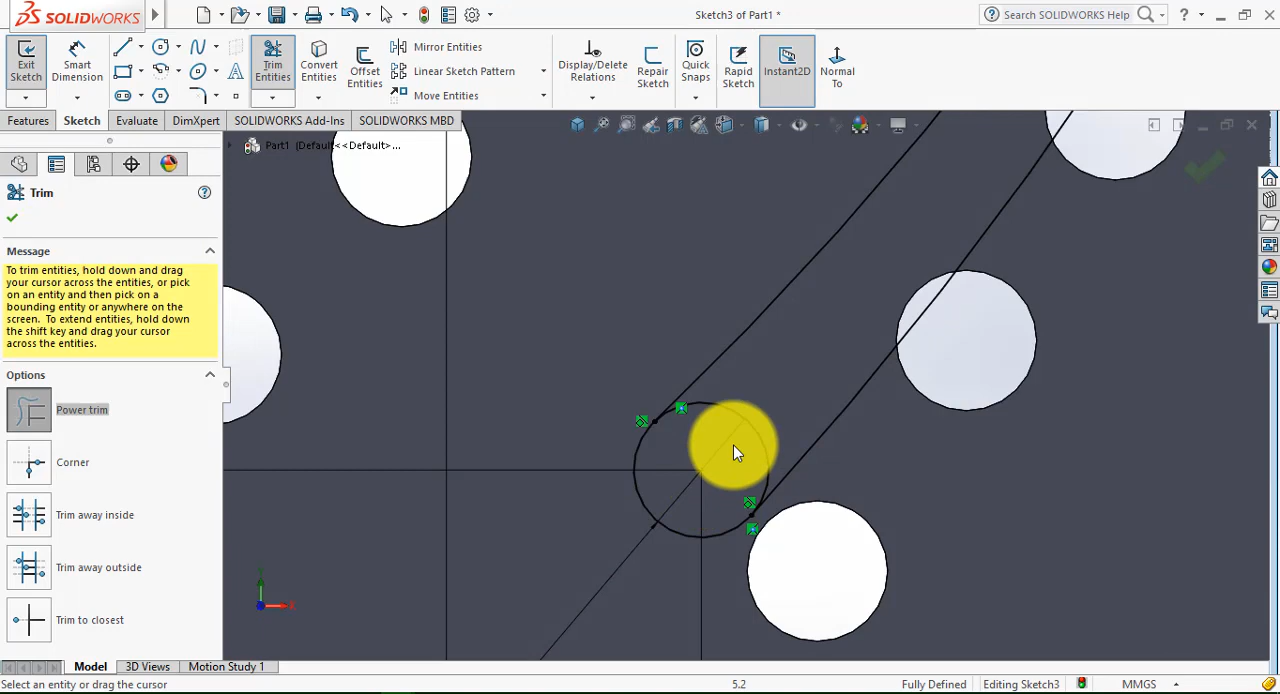 SOLIDWORKS
Sketch3 of Part1 *
Search SOLIDWORKS Help
?
Exit Sketch
Smart Dimension
Trim Entities
Convert Entities
Offset Entities
Mirror Entities
Linear Sketch Pattern
Move Entities
Display/Delete Relations
Repair Sketch
Quick Snaps
Rapid Sketch
Instant2D
Normal To
Features
Sketch
Evaluate
DimXpert
SOLIDWORKS Add-Ins
SOLIDWORKS MBD
Part1 (Default<<Default>...
Trim
?
Message
To trim entities, hold down and drag
your cursor across the entities, or pick
on an entity and then pick on a
bounding entity or anywhere on the
screen. To extend entities, hold down
the shift key and drag your cursor
across the entities.
Options
Power trim
Corner
Trim away inside
Trim away outside
Trim to closest
Model
3D Views
Motion Study 1
Select an entity or drag the cursor
5.2
Fully Defined
Editing Sketch3
MMGS